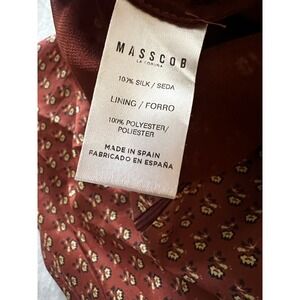 MASSCOB
LA CORUÑA
100% SILK / SEDA
LINING / FORRO
100% POLYESTER /
POLIESTER
MADE IN SPAIN
FABRICADO EN ESPAÑA